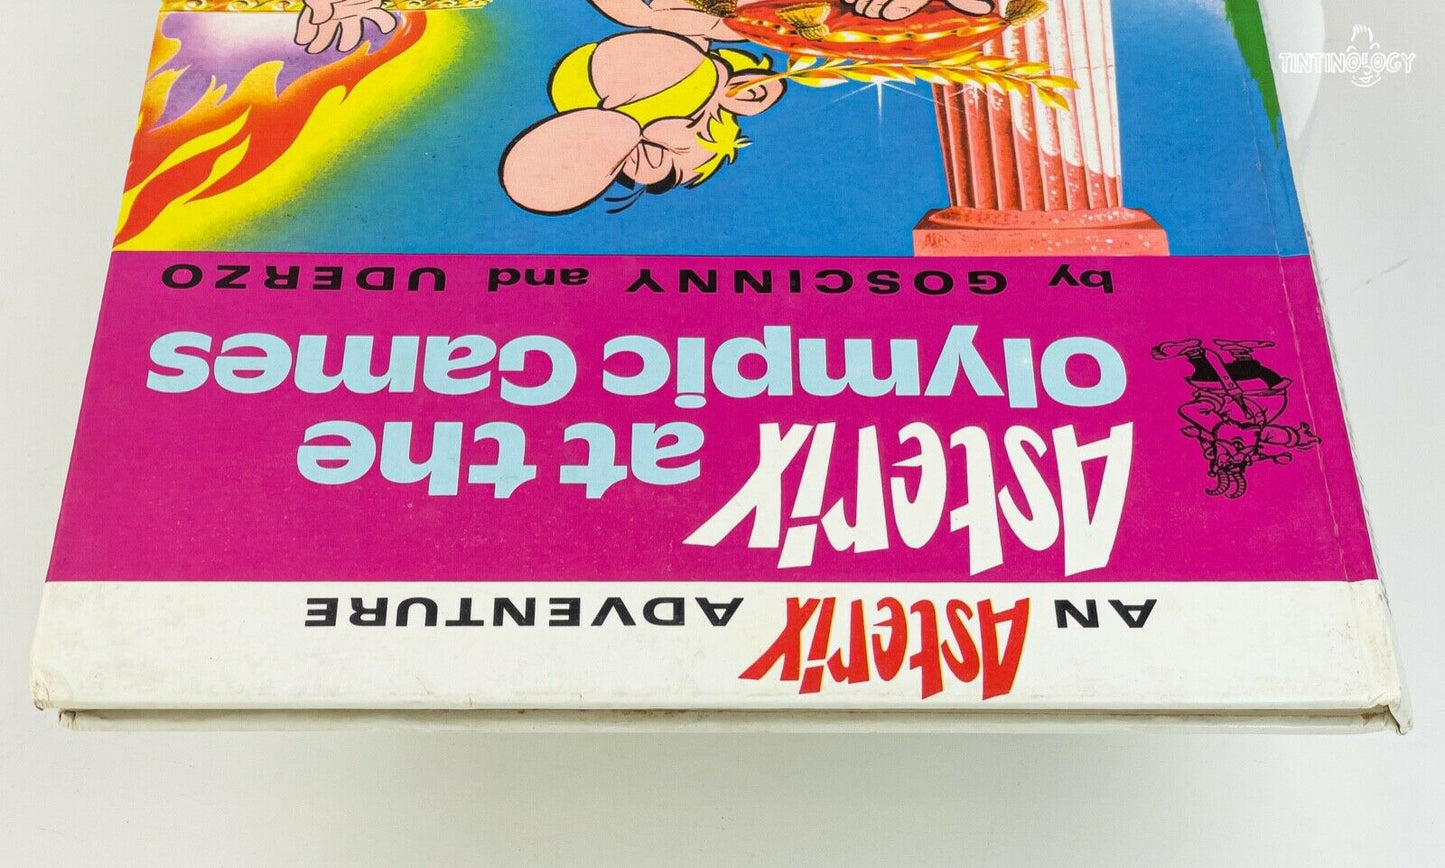 AN Asterix ADVENTURE
Asterix at the
Olympic Games
by GOSCINNY and UDERZO
TINTINOLOGY